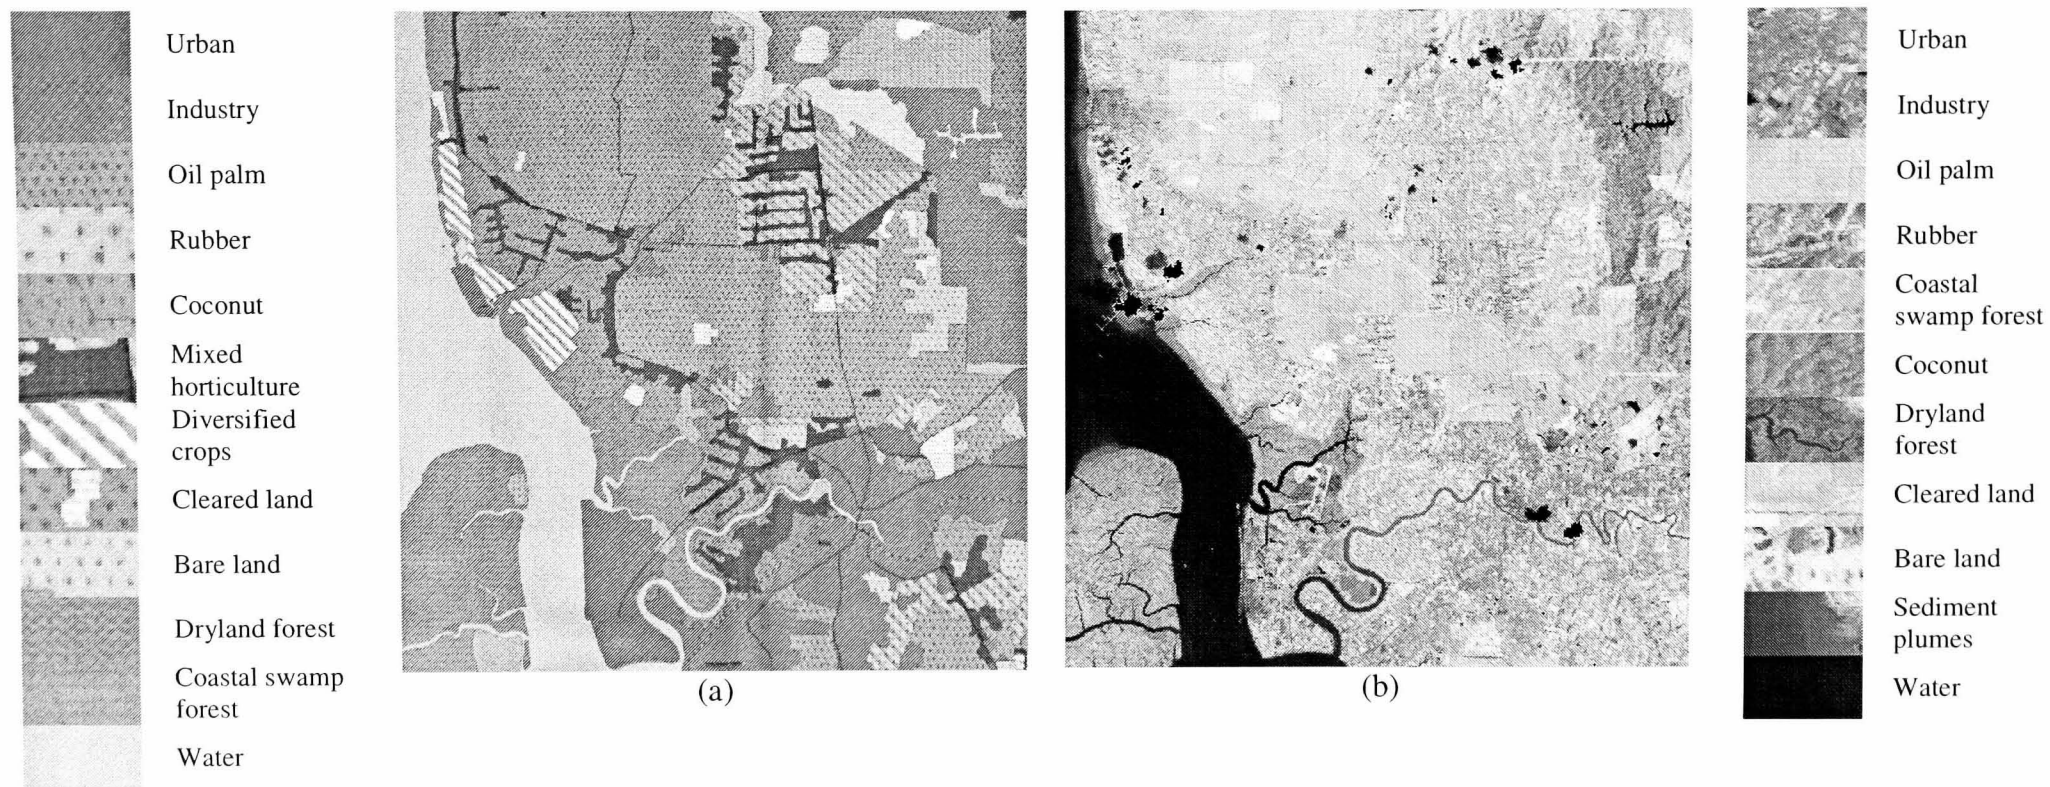 Urban
Industry
Oil palm
Rubber
Coconut
Mixed
horticulture
Diversified
crops
Cleared land
Bare land
Dryland forest
Coastal swamp
forest
Water
(a)
(b)
Urban
Industry
Oil palm
Rubber
Coastal
swamp forest
Coconut
Dryland
forest
Cleared land
Bare land
Sediment
plumes
Water